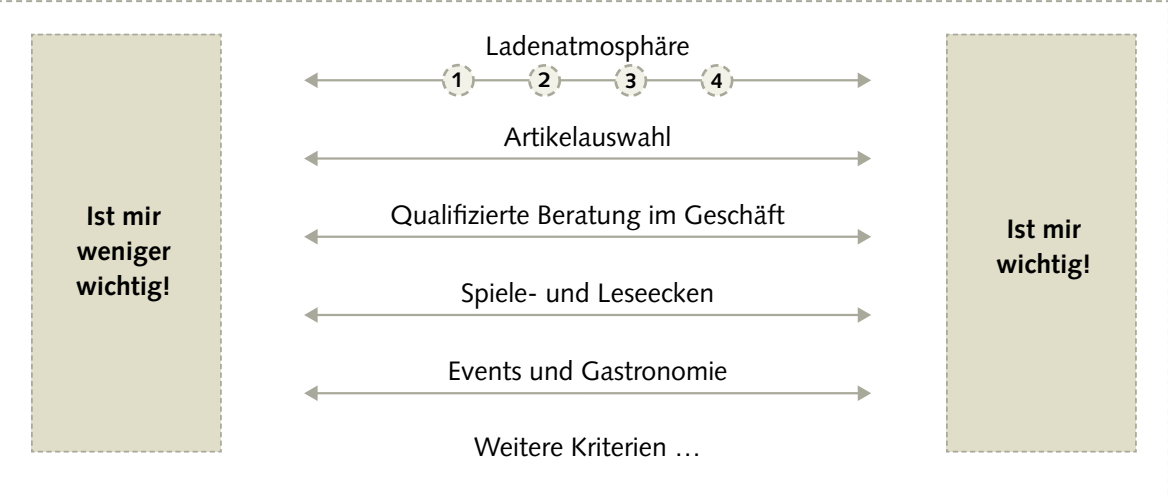 Ladenatmosphäre
1 2 3 4
Artikelauswahl
Ist mir
weniger
wichtig!
Qualifizierte Beratung im Geschäft
Ist mir
wichtig!
Spiele- und Leseecken
Events und Gastronomie
Weitere Kriterien …